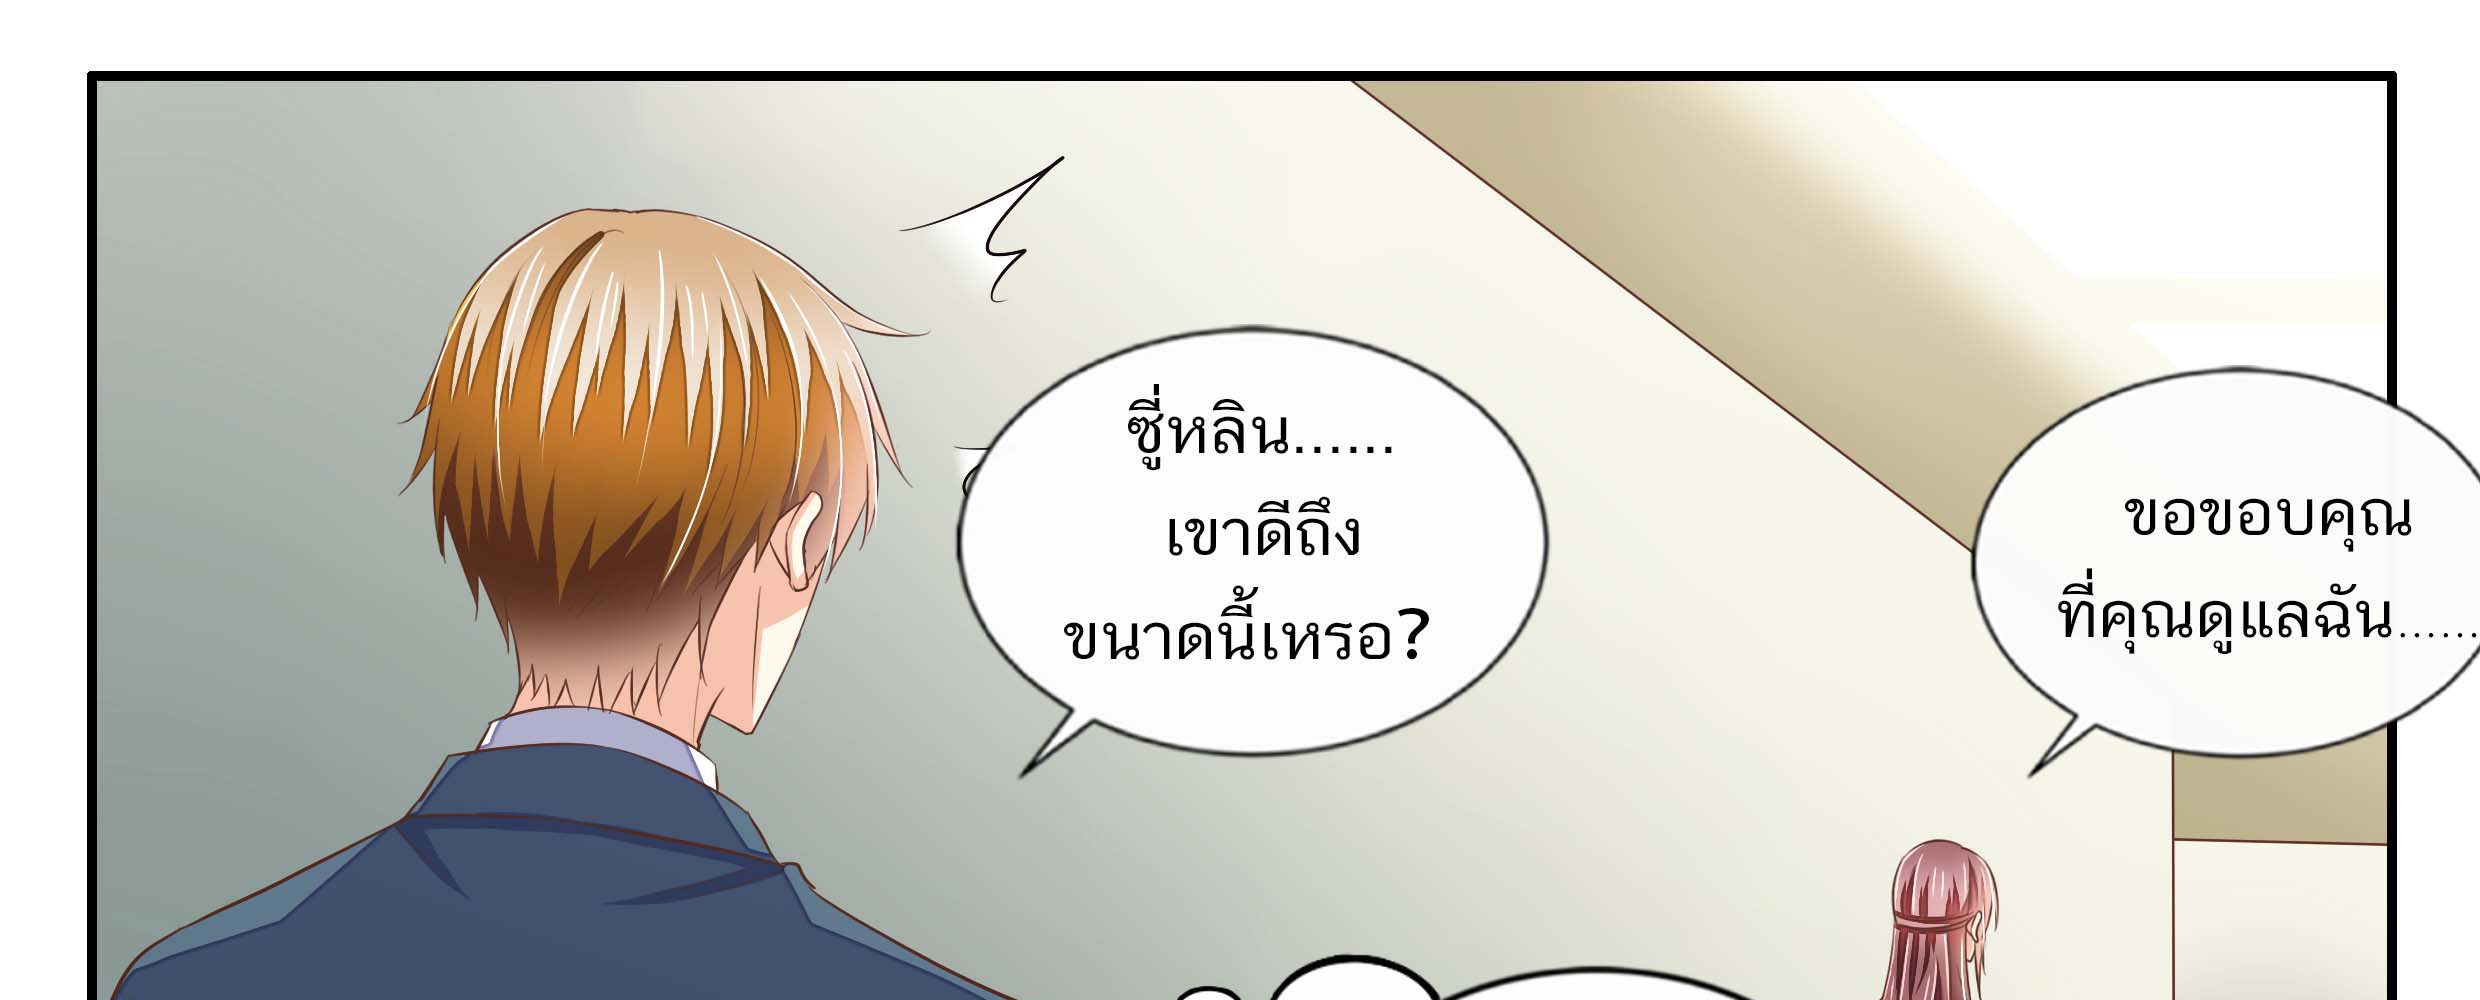 ซี่หลิน......
เขาดีถึง
ขนาดนี้เหรอ?
ขอขอบคุณ
ที่คุณดูแลฉัน......